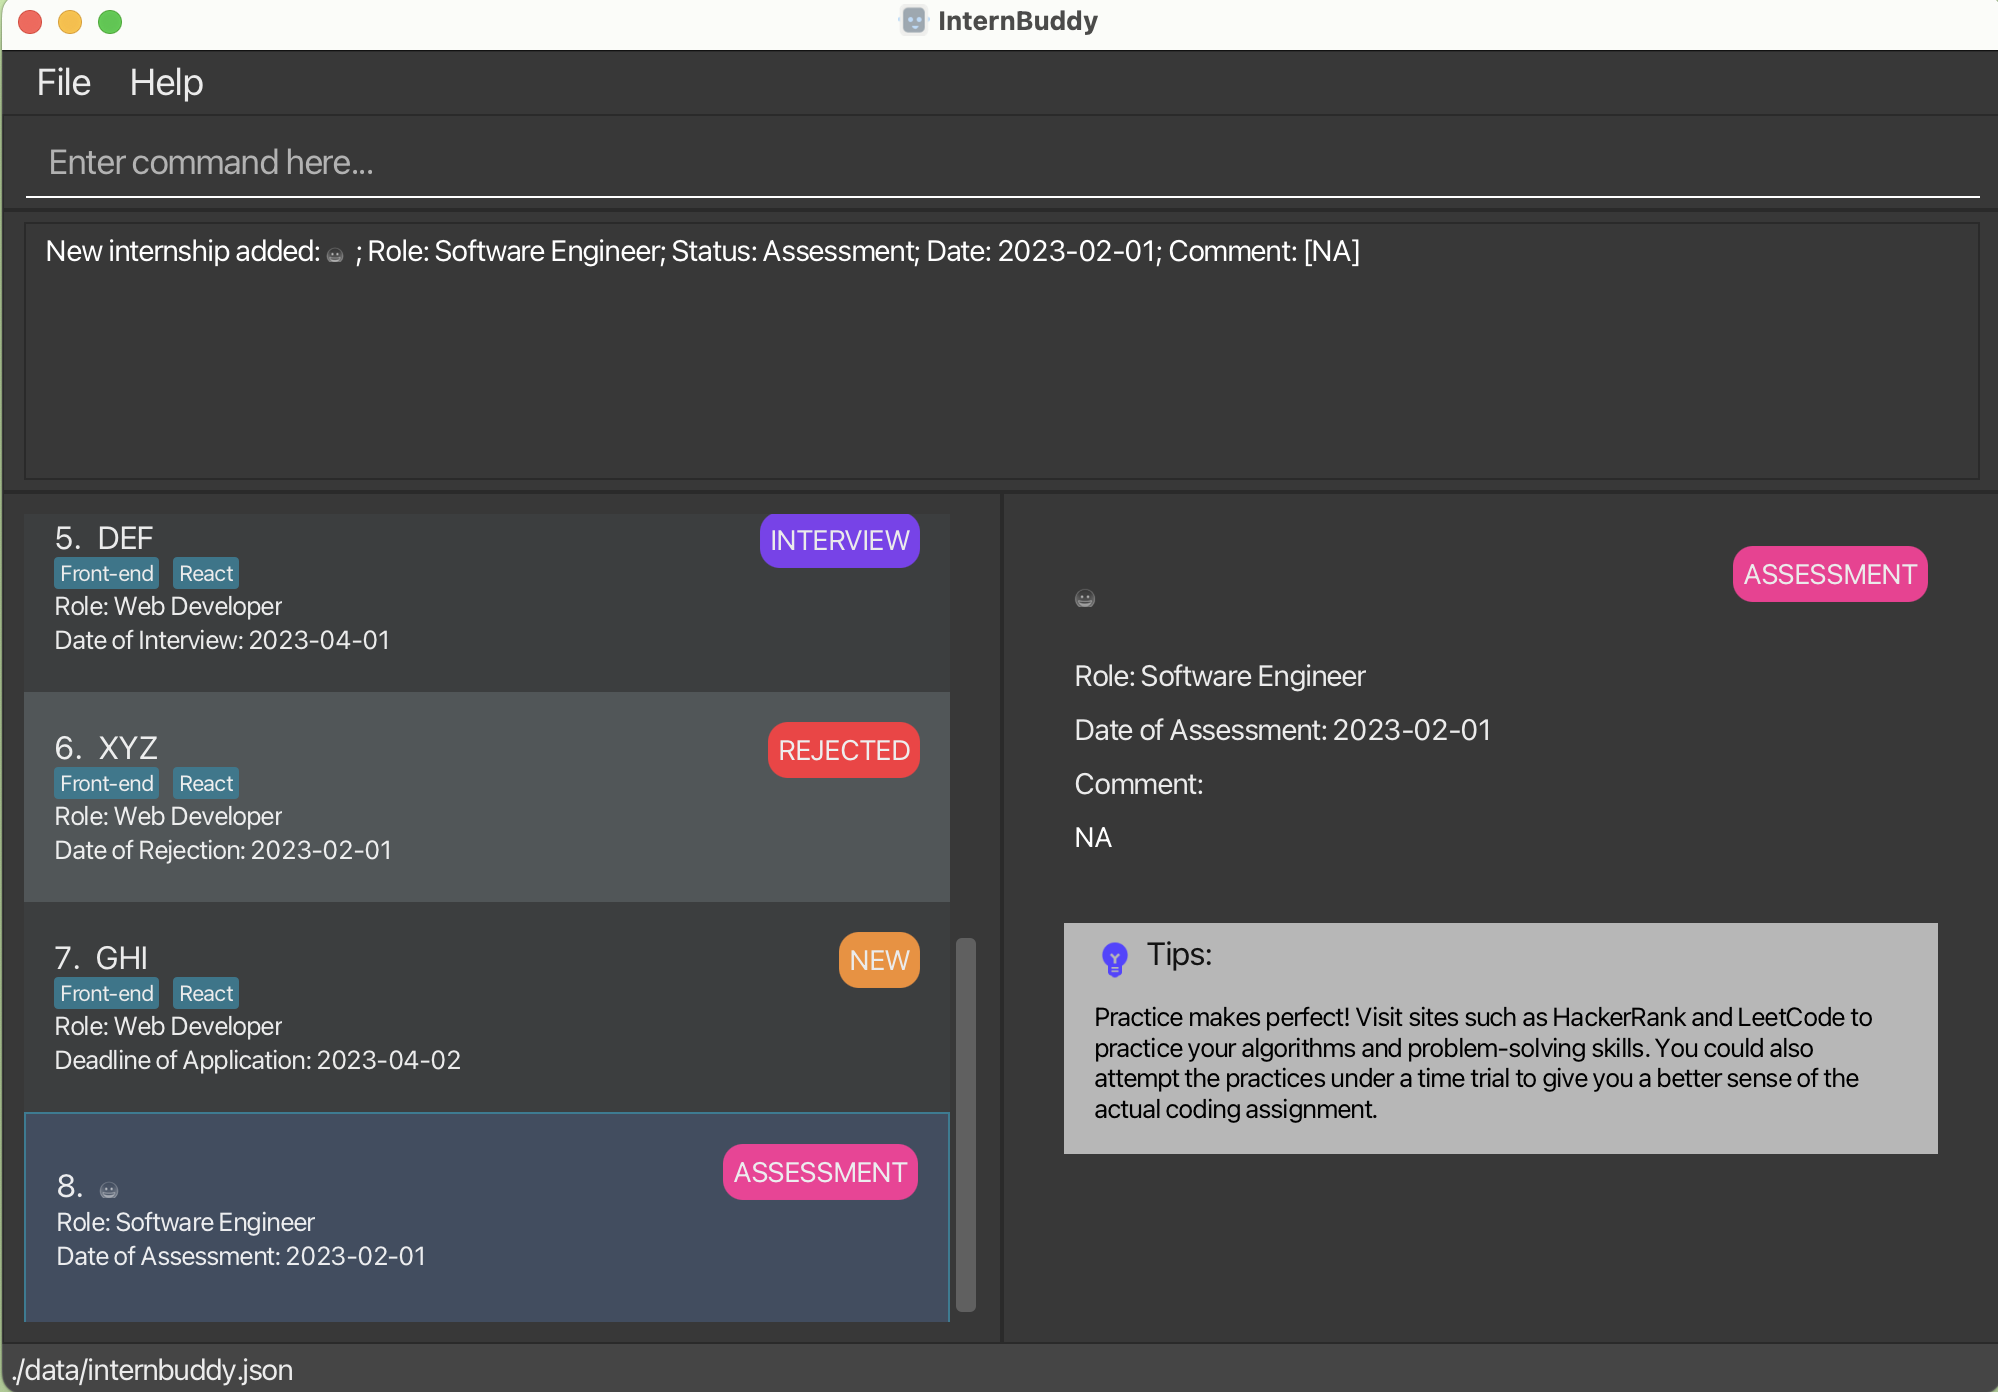 InternBuddy
File Help
Enter command here...
New internship added: 😀 ; Role: Software Engineer; Status: Assessment; Date: 2023-02-01; Comment: [NA]
5. DEF
INTERVIEW
Front-end React
Role: Web Developer
Date of Interview: 2023-04-01
6. XYZ
REJECTED
Front-end React
Role: Web Developer
Date of Rejection: 2023-02-01
7. GHI
NEW
Front-end React
Role: Web Developer
Deadline of Application: 2023-04-02
8. 😀
ASSESSMENT
Role: Software Engineer
Date of Assessment: 2023-02-01
ASSESSMENT
😀
Role: Software Engineer
Date of Assessment: 2023-02-01
Comment:
NA
Tips:
Practice makes perfect! Visit sites such as HackerRank and LeetCode to
practice your algorithms and problem-solving skills. You could also
attempt the practices under a time trial to give you a better sense of the
actual coding assignment.
./data/internbuddy.json